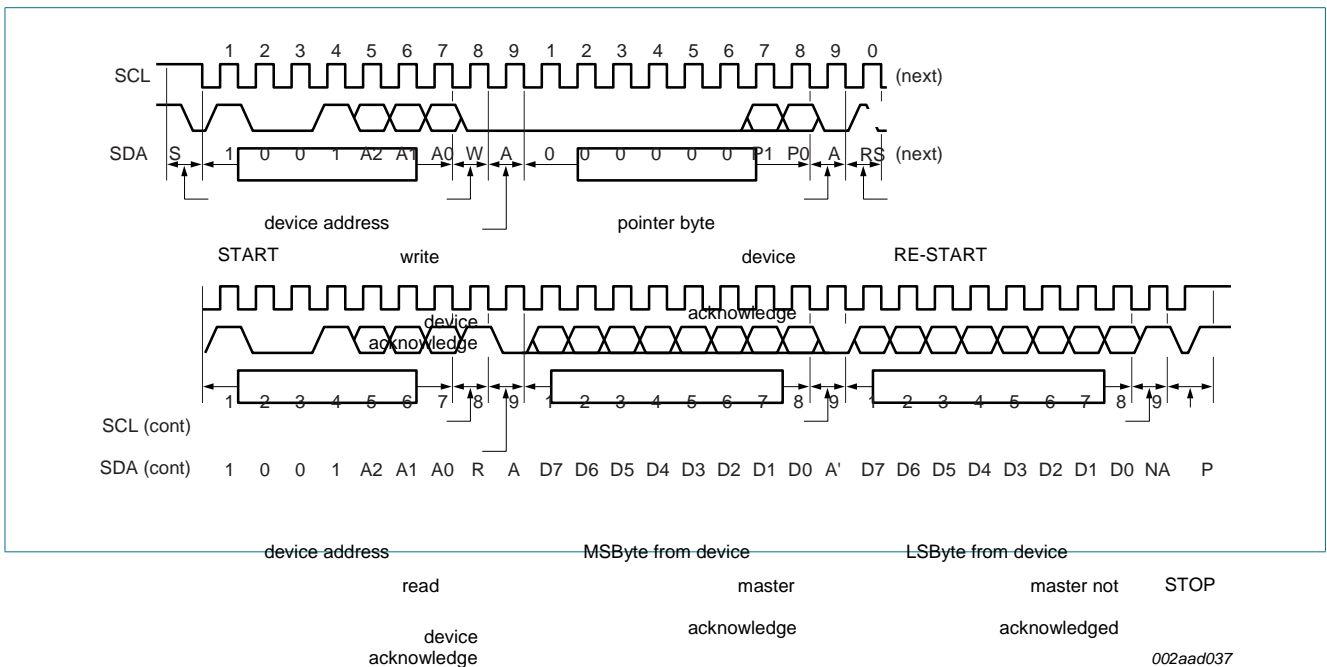 1 2 3 4 5 6 7 8 9 1 2 3 4 5 6 7 8 9 0
SCL (next)
SDA S 1 0 0 1 A2 A1 A0 W A 0 0 0 0 0 0 P1 P0 A RS (next)
device address pointer byte
START write device RE-START
acknowledge
device
acknowledge
1 2 3 4 5 6 7 8 9 1 2 3 4 5 6 7 8 9 1 2 3 4 5 6 7 8 9
SCL (cont)
SDA (cont) 1 0 0 1 A2 A1 A0 R A D7 D6 D5 D4 D3 D2 D1 D0 A' D7 D6 D5 D4 D3 D2 D1 D0 NA P
device address MSByte from device LSByte from device
read master master not STOP
acknowledge acknowledged
device
acknowledge
002aad037